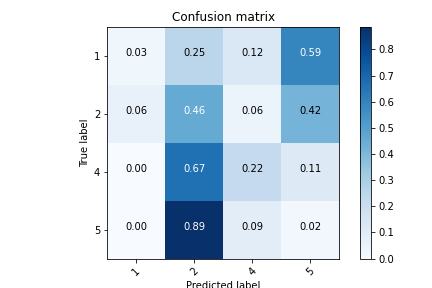 Confusion matrix
True label
1 0.03 0.25 0.12 0.59
2 0.06 0.46 0.06 0.42
4 0.00 0.67 0.22 0.11
5 0.00 0.89 0.09 0.02
1 2 4 5
Predicted label
0.8
0.7
0.6
0.5
0.4
0.3
0.2
0.1
0.0